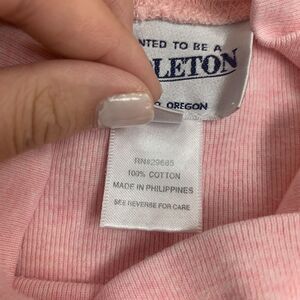 NTED TO BE A
LETON
OREGON
RN#29685
100% COTTON
MADE IN PHILIPPINES
SEE REVERSE FOR CARE